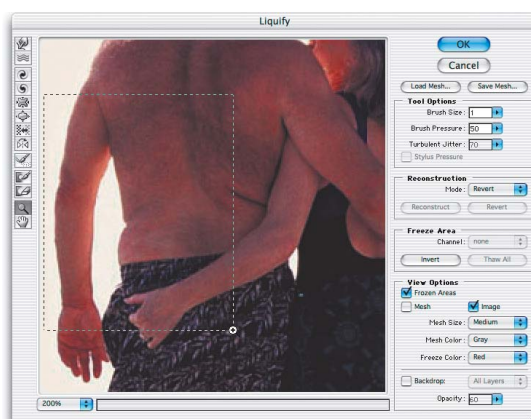 Liquify
OK
Cancel
Load Mesh...
Save Mesh...
Tool Options
Brush Size: 1
Brush Pressure: 50
Turbulent Jitter: 70
Stylus Pressure
Reconstruction
Mode: Revert
Reconstruct
Revert
Freeze Area
Channel: none
Invert
Thaw All
View Options
Frozen Areas
Mesh
Image
Mesh Size: Medium
Mesh Color: Gray
Freeze Color: Red
Backdrop: All Layers
Opacity: 60
200%